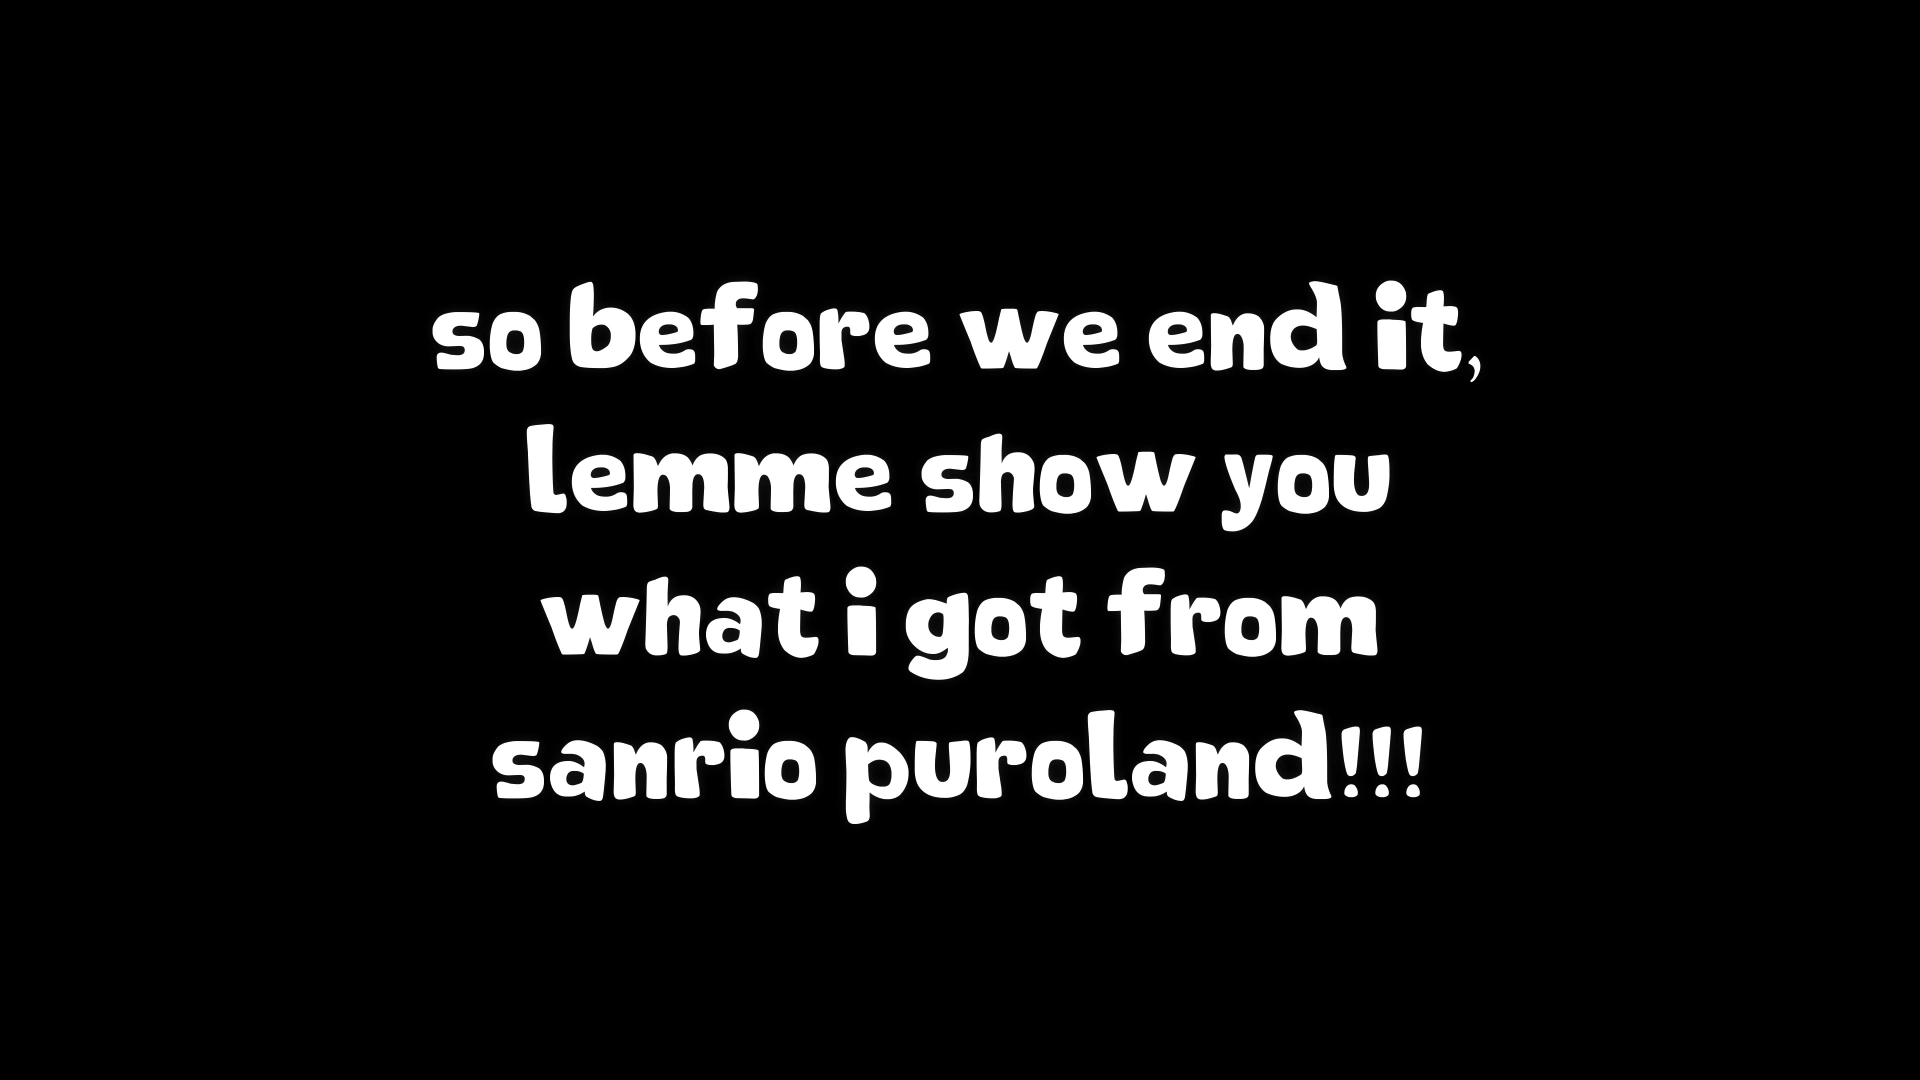 so before we end it,
lemme show you
what i got from
sanrio puroland!!!